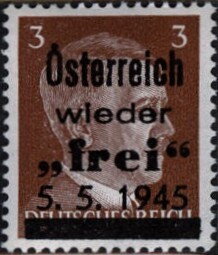 3 3
Österreich
wieder
„frei“
5. 5. 1945
DEUTSCHES REICH